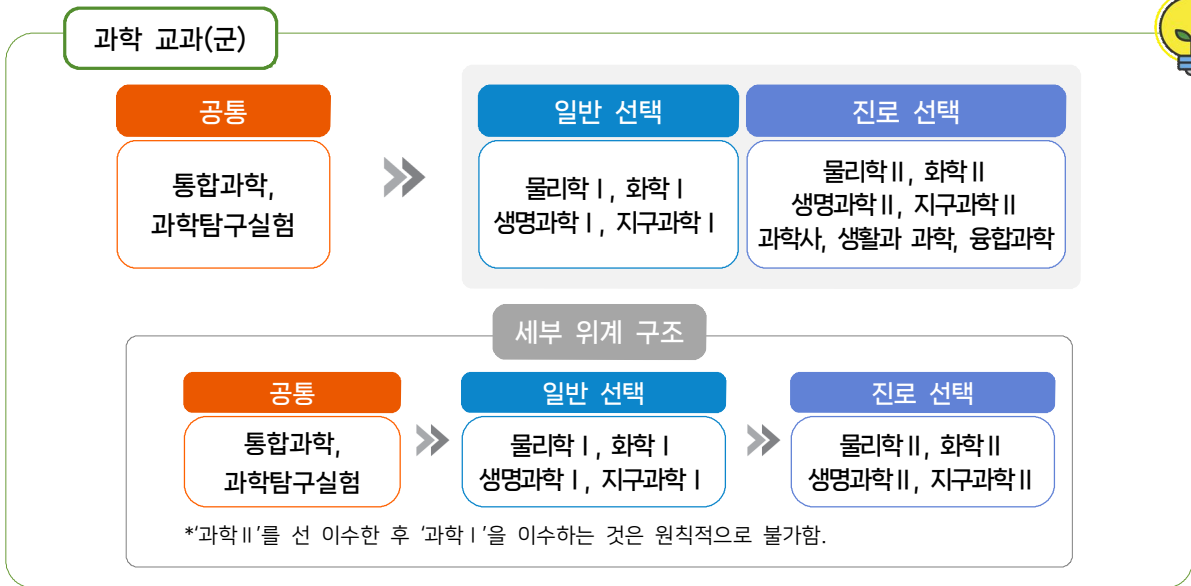 과학 교과(군)
공통
통합과학,
과학탐구실험
일반 선택
물리학Ⅰ, 화학Ⅰ
생명과학Ⅰ, 지구과학Ⅰ
진로 선택
물리학Ⅱ, 화학Ⅱ
생명과학Ⅱ, 지구과학Ⅱ
과학사, 생활과 과학, 융합과학
세부 위계 구조
공통
통합과학,
과학탐구실험
일반 선택
물리학Ⅰ, 화학Ⅰ
생명과학Ⅰ, 지구과학Ⅰ
진로 선택
물리학Ⅱ, 화학Ⅱ
생명과학Ⅱ, 지구과학Ⅱ
*‘과학Ⅱ’를 선 이수한 후 ‘과학Ⅰ’을 이수하는 것은 원칙적으로 불가함.